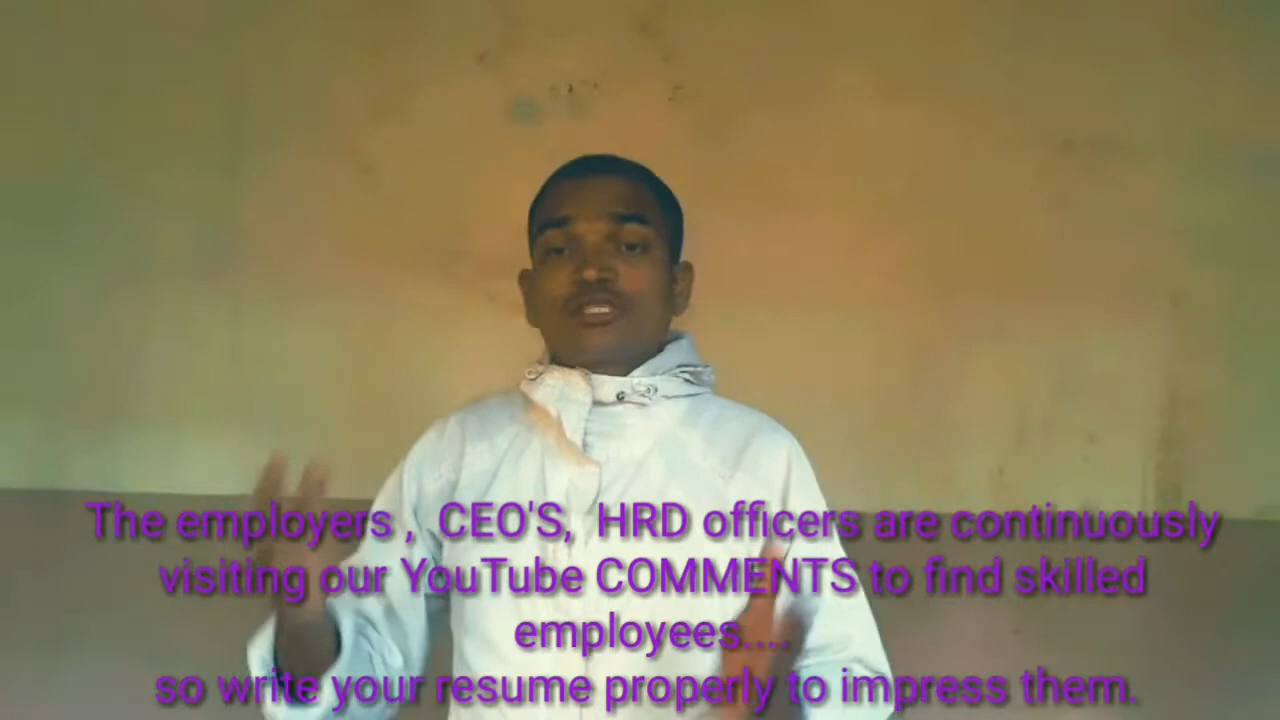 The employers , CEO'S, HRD officers are continuously
visiting our YouTube COMMENTS to find skilled
employees....
so write your resume properly to impress them.